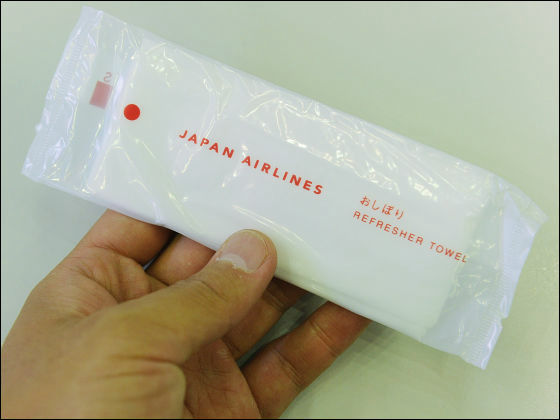 JAPAN AIRLINES
おしぼり
REFRESHER TOWEL